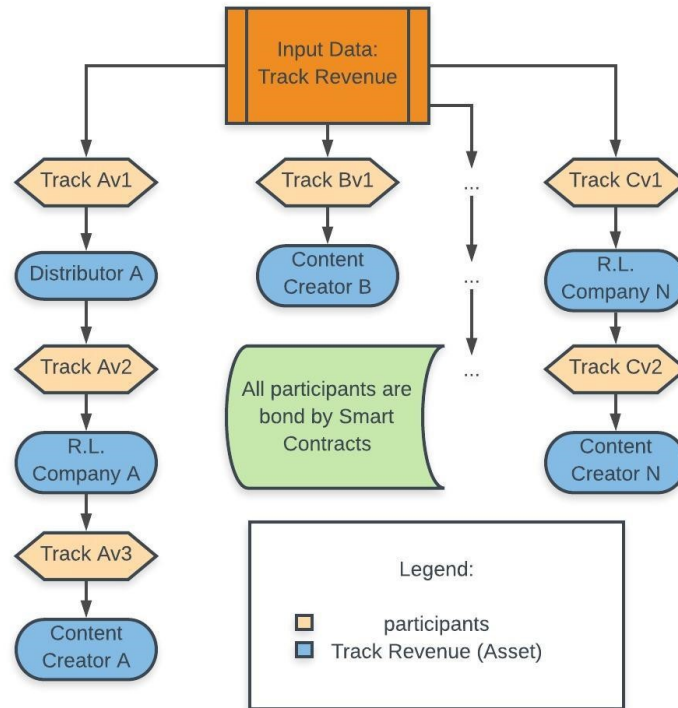 Input Data:
Track Revenue
Track Av1
Track Bv1
...
Track Cv1
Distributor A
Content
Creator B
...
R.L.
Company N
Track Av2
All participants are
bond by Smart
Contracts
...
Track Cv2
R.L.
Company A
Content
Creator N
Track Av3
Legend:
participants
Track Revenue (Asset)
Content
Creator A